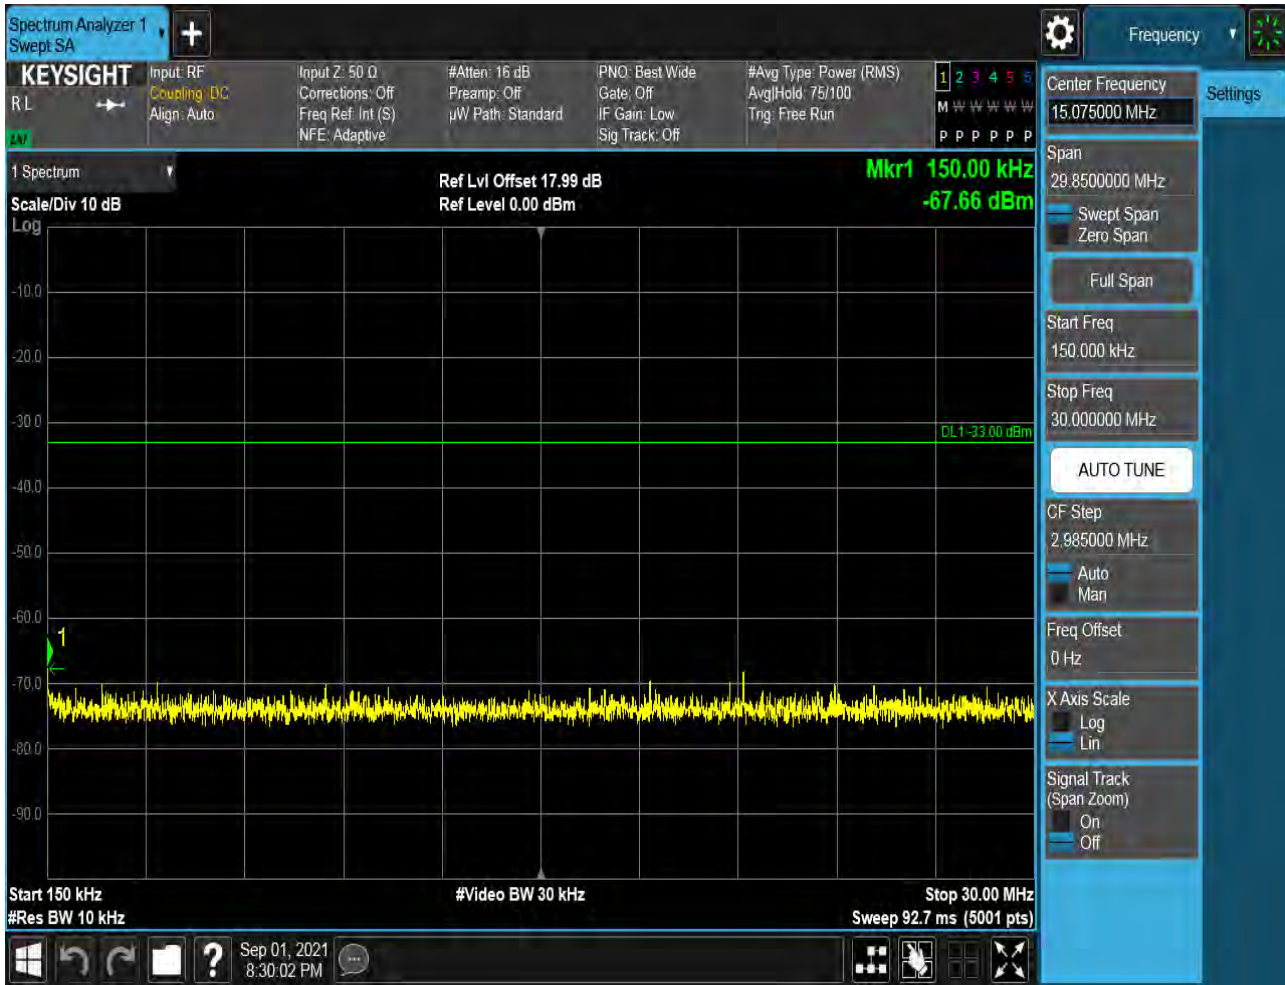 Spectrum Analyzer 1
Swept SA
Frequency
KEYSIGHT
R L
LNI
Input: RF
Coupling: DC
Align: Auto
Input Z: 50 Ω
Corrections: Off
Freq Ref: Int (S)
NFE: Adaptive
#Atten: 16 dB
Preamp: Off
µW Path: Standard
PNO: Best Wide
Gate: Off
IF Gain: Low
Sig Track: Off
#Avg Type: Power (RMS)
Avg|Hold: 75/100
Trig: Free Run
1 2 3 4 5 6
M W W W W W
P P P P P P
1 Spectrum
Scale/Div 10 dB
Log
Ref Lvl Offset 17.99 dB
Ref Level 0.00 dBm
Mkr1 150.00 kHz
-67.66 dBm
-10.0
-20.0
-30.0
DL1 -33.00 dBm
-40.0
-50.0
-60.0
1
-70.0
-80.0
-90.0
Start 150 kHz
#Res BW 10 kHz
#Video BW 30 kHz
Stop 30.00 MHz
Sweep 92.7 ms (5001 pts)
Sep 01, 2021
8:30:02 PM
Center Frequency
15.075000 MHz
Settings
Span
29.8500000 MHz
Swept Span
Zero Span
Full Span
Start Freq
150.000 kHz
Stop Freq
30.000000 MHz
AUTO TUNE
CF Step
2.985000 MHz
Auto
Man
Freq Offset
0 Hz
X Axis Scale
Log
Lin
Signal Track
(Span Zoom)
On
Off